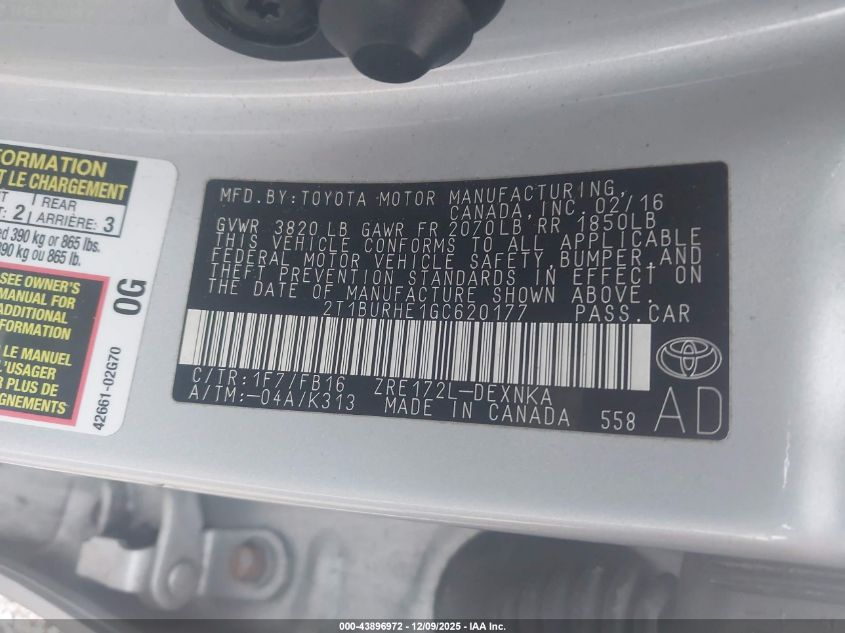 FORMATION
T LE CHARGEMENT
2 REAR 3
ARRIÈRE:
390 kg or 865 lbs.
390 kg ou 865 lb.
SEE OWNER'S
MANUAL FOR
ADDITIONAL
INFORMATION
LE MANUEL
L'USAGER
PLUS DE
0G
42661-02G70
MFD.BY:TOYOTA MOTOR MANUFACTURING,
CANADA, INC. 02/16
GVWR 3820 LB GAWR FR 2070LB RR 1850LB
THIS VEHICLE CONFORMS TO ALL APPLICABLE
FEDERAL MOTOR VEHICLE SAFETY, BUMPER, AND
THEFT PREVENTION STANDARDS IN EFFECT ON
THE DATE OF MANUFACTURE SHOWN ABOVE.
2T1BURHE1GC620177 PASS.CAR
C/TR:1F7/FB16 ZRE172L-DEXNKA
A/TM:-04A/K313 MADE IN CANADA 558 AD
000-43896972 - 12/09/2025 - IAA Inc.